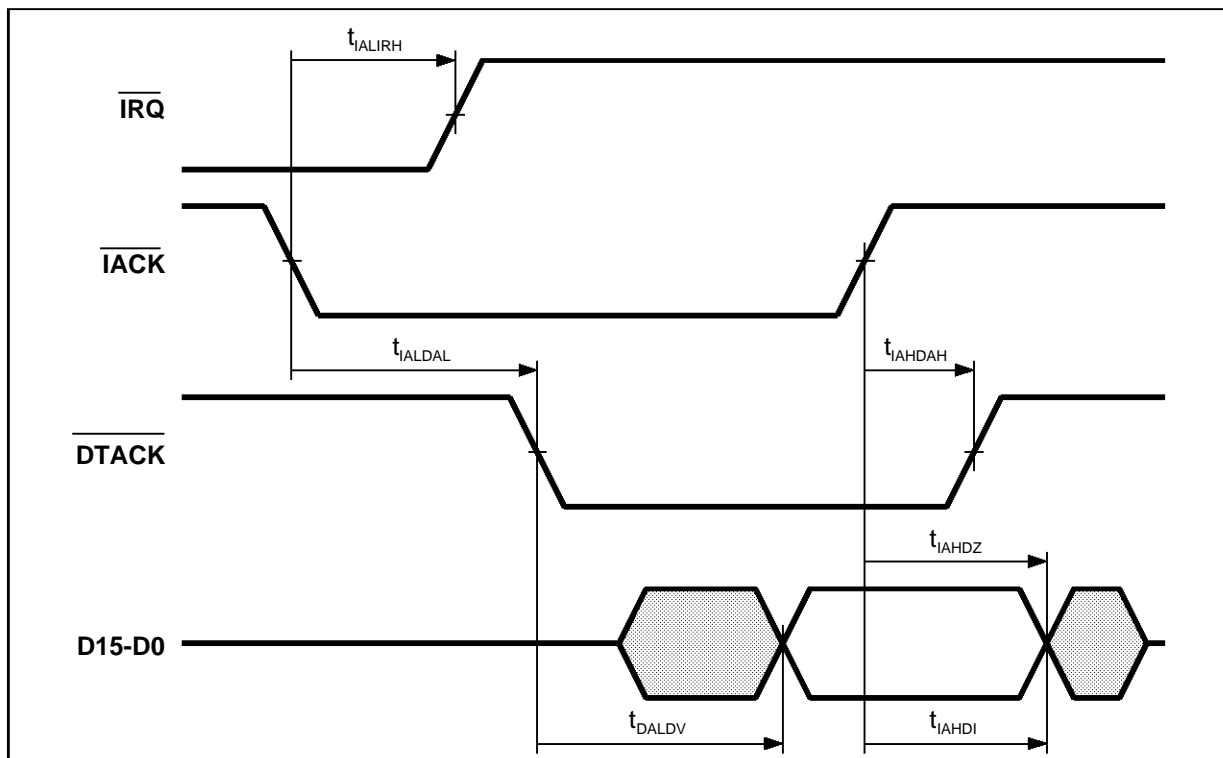 tIALIRH
IRQ
IACK
tIALDAL
tIAHDAH
DTACK
tIAHDZ
D15-D0
tDALDV
tIAHDI